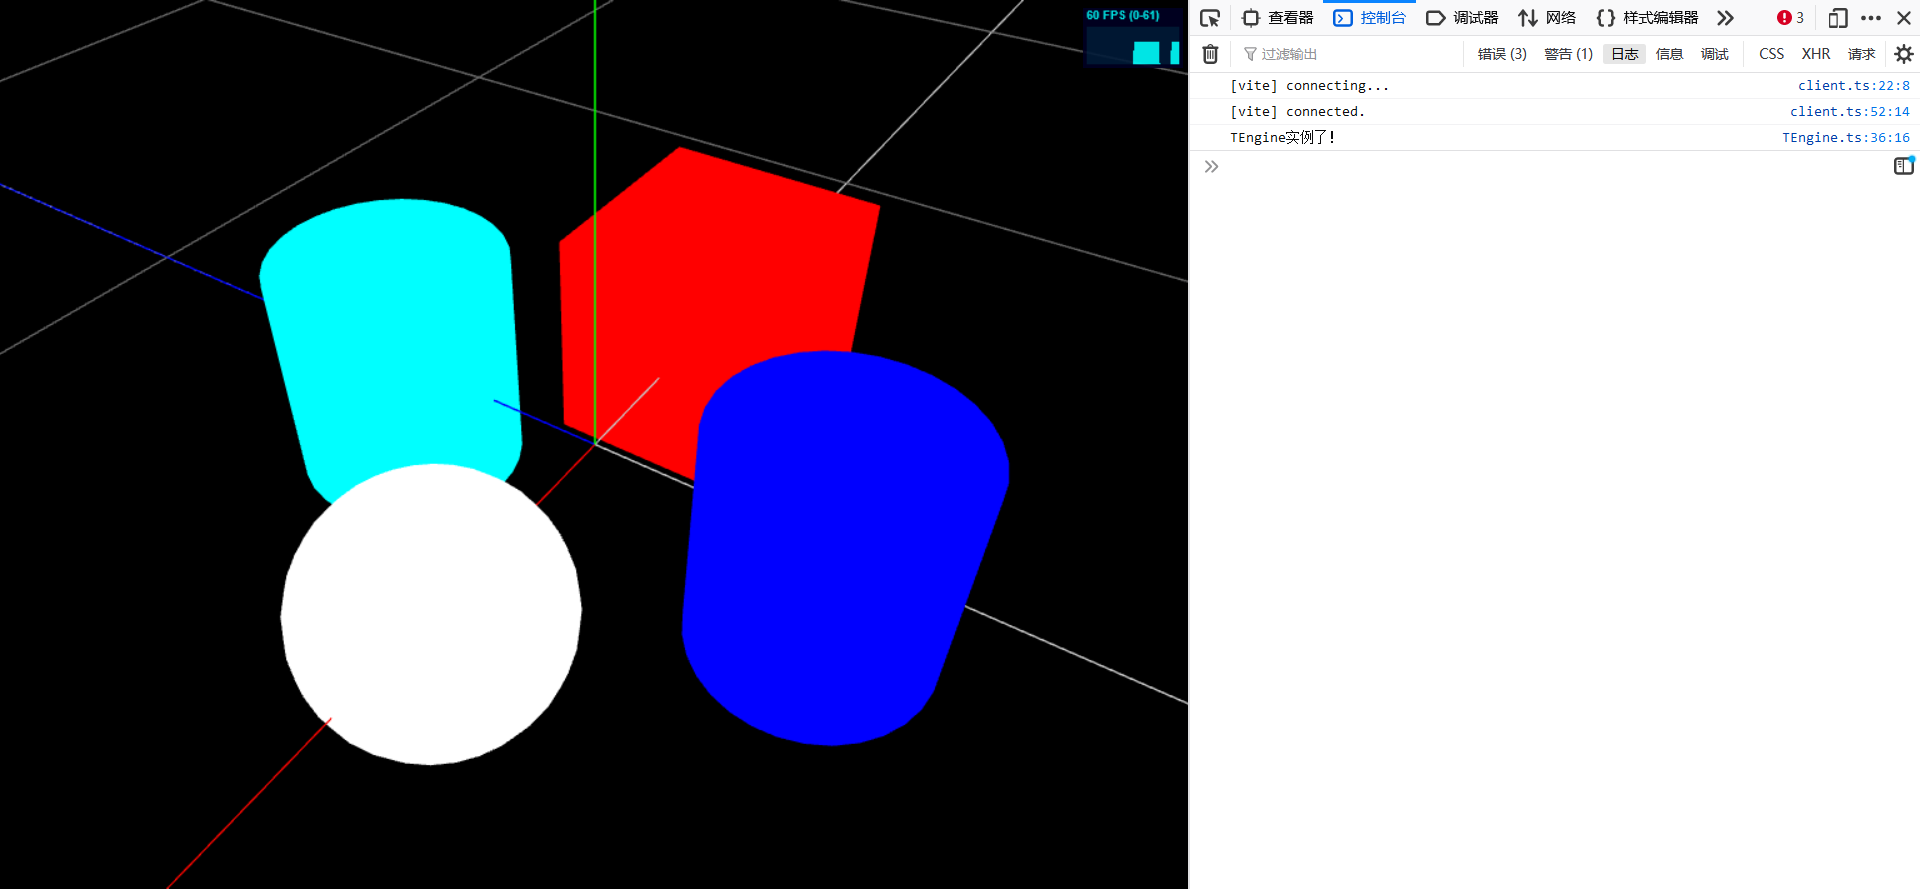 60 FPS (0-61)
查看器 控制台 调试器 网络 样式编辑器 3
过滤输出 错误 (3) 警告 (1) 日志 信息 调试 CSS XHR 请求
[vite] connecting... client.ts:22:8
[vite] connected. client.ts:52:14
TEngine实例了! TEngine.ts:36:16